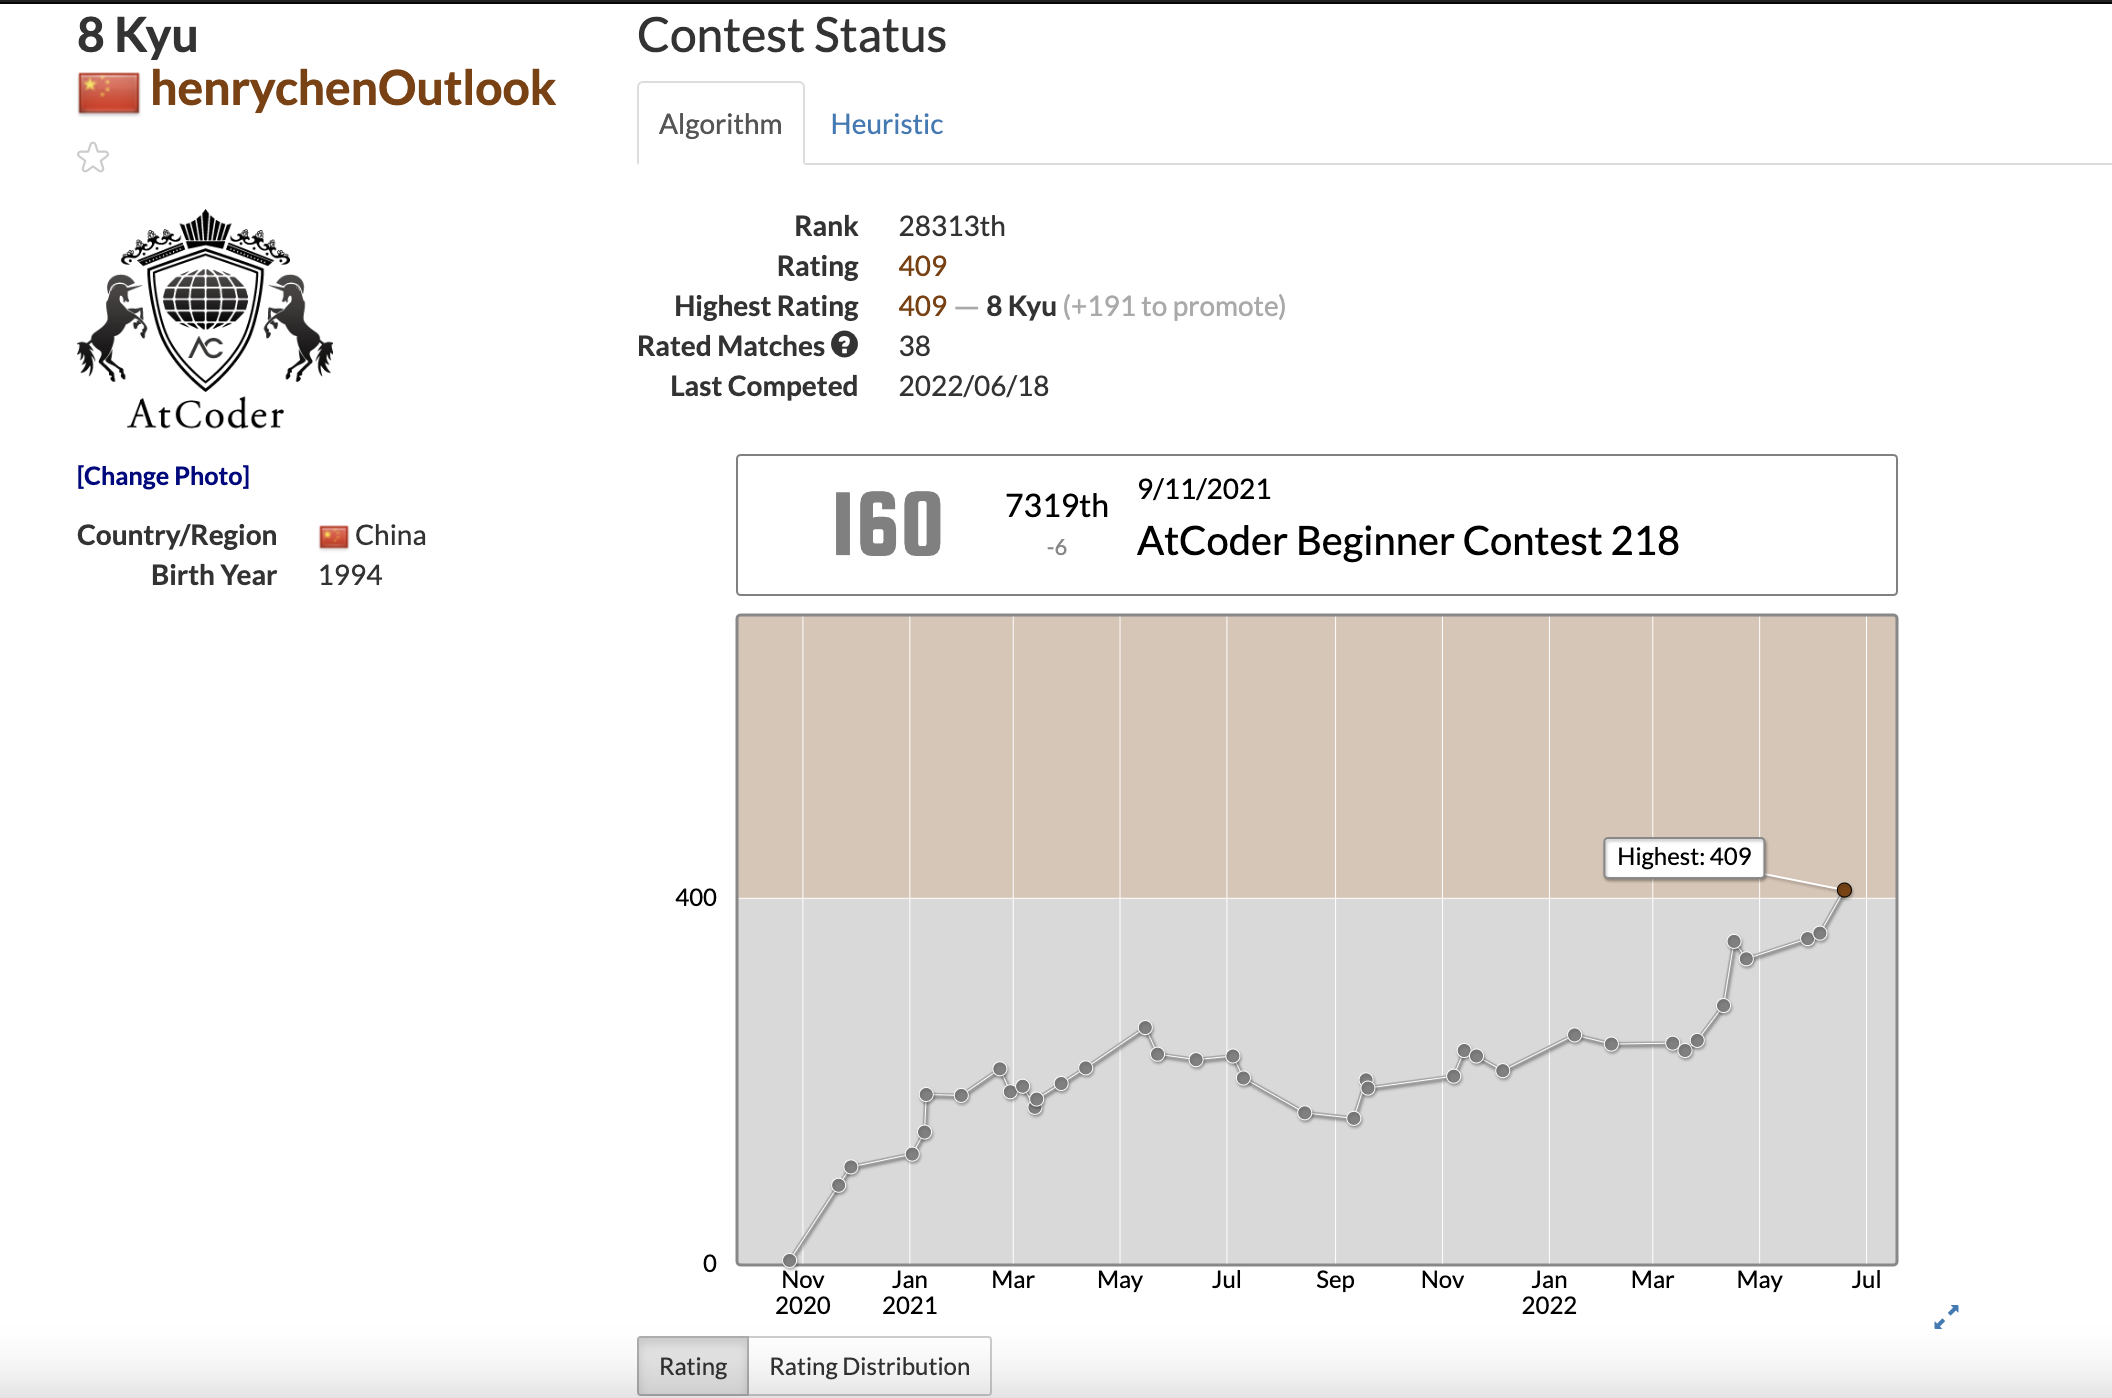 8 Kyu
henrychenOutlook
AtCoder
[Change Photo]
Country/Region China
Birth Year 1994
Contest Status
Algorithm Heuristic
Rank 28313th
Rating 409
Highest Rating 409 — 8 Kyu (+191 to promote)
Rated Matches ? 38
Last Competed 2022/06/18
160 7319th -6
9/11/2021
AtCoder Beginner Contest 218
Highest: 409
400
0
Nov Jan Mar May Jul Sep Nov Jan Mar May Jul
2020 2021 2022
Rating Rating Distribution